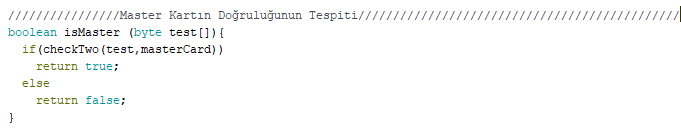 ////////////////Master Kartın Doğruluğunun Tespiti//////////////////////////////////////////////
boolean isMaster (byte test[]){
  if(checkTwo(test,masterCard))
    return true;
  else
    return false;
}